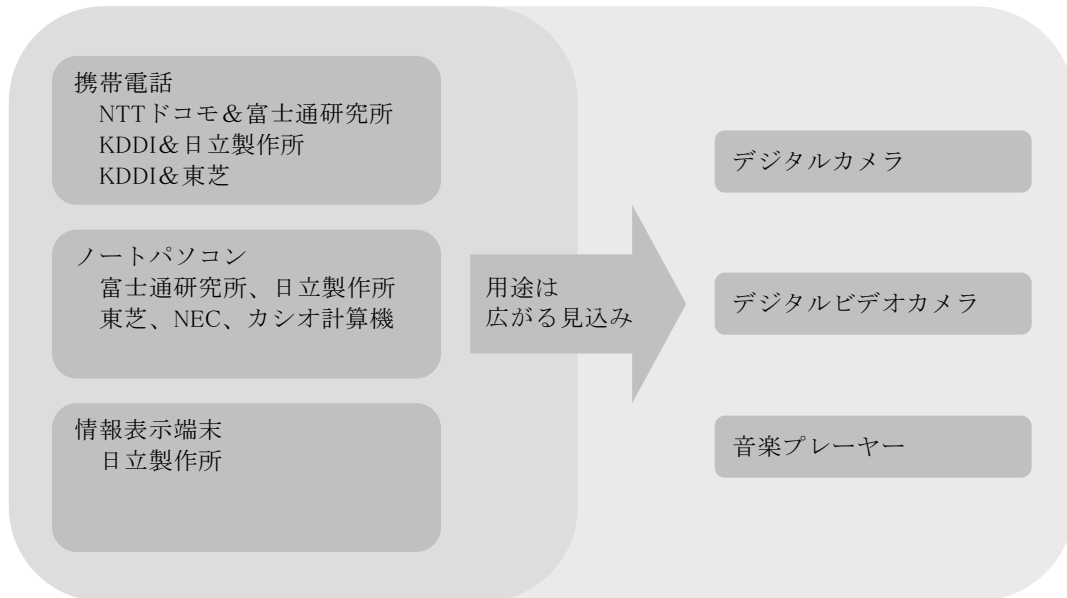 携帯電話
NTTドコモ＆富士通研究所
KDDI＆日立製作所
KDDI＆東芝
ノートパソコン
富士通研究所、日立製作所
東芝、NEC、カシオ計算機
情報表示端末
日立製作所
用途は
広がる見込み
デジタルカメラ
デジタルビデオカメラ
音楽プレーヤー